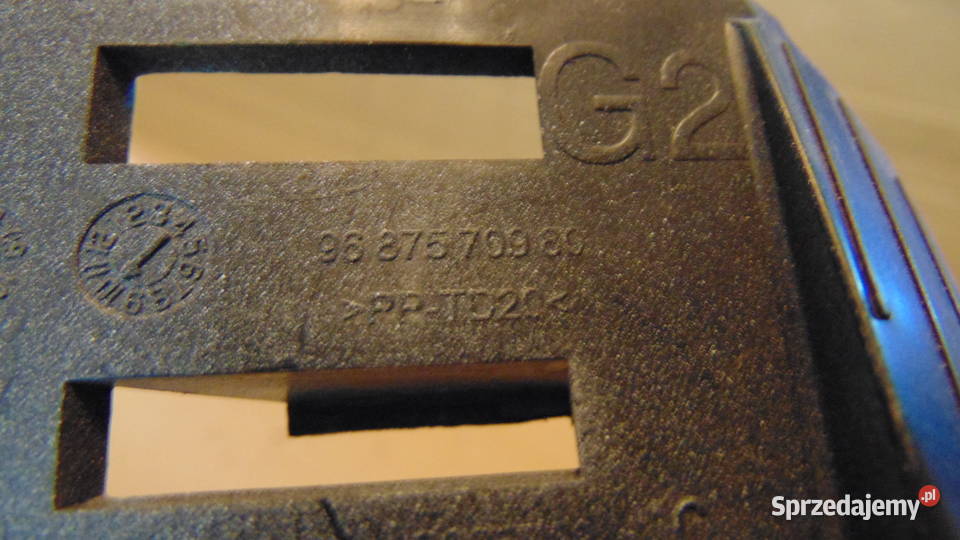 G2
96 875 709 80
>PP-TD20<
Sprzedajemy.pl